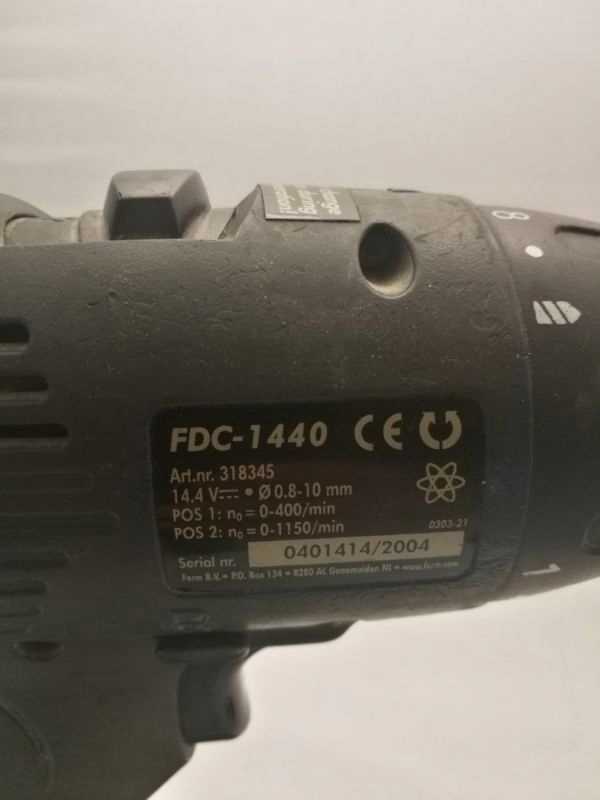 8
FDC-1440 CE
Art.nr. 318345
14.4 V⎓ • Ø 0.8-10 mm
POS 1: n₀ = 0-400/min
POS 2: n₀ = 0-1150/min
0303-21
Serial nr. 0401414/2004
Ferm B.V. • P.O. Box 134 • 8280 AC Genemuiden Nl • www.ferm.com
1